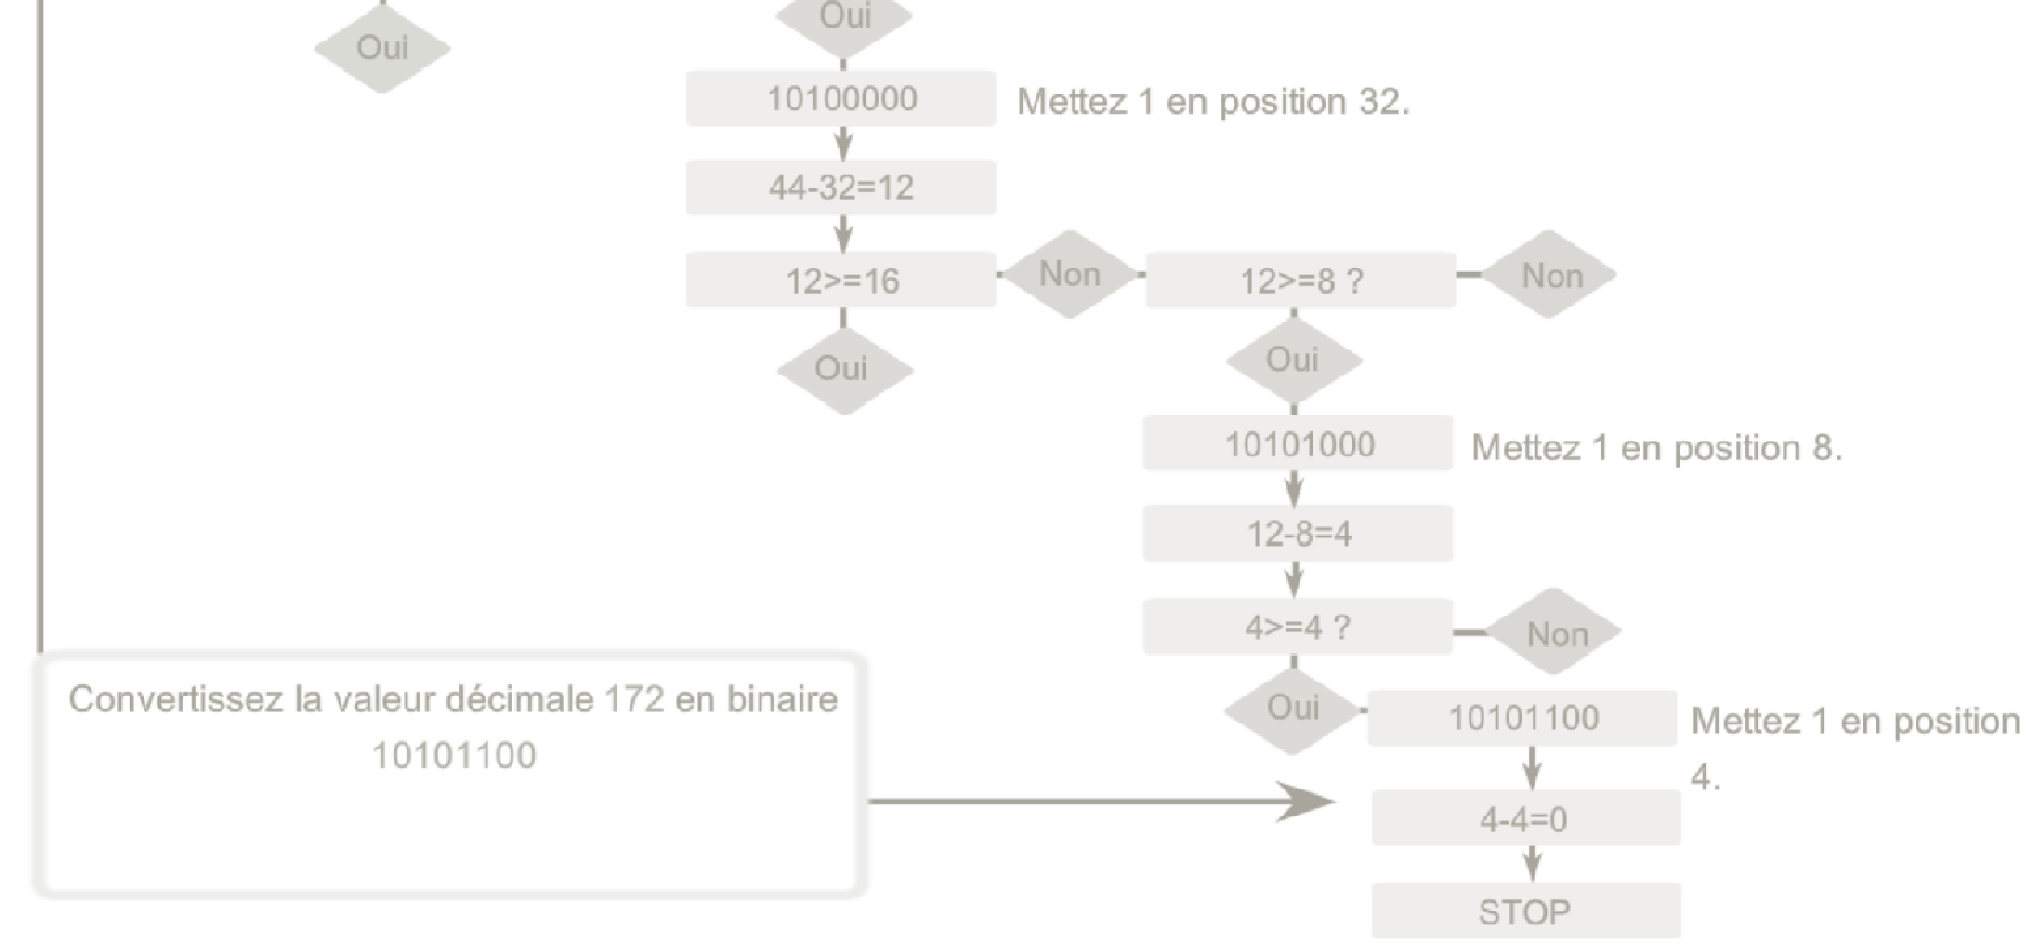 Oui
Oui
10100000
Mettez 1 en position 32.
44-32=12
12>=16
Non
12>=8 ?
Non
Oui
Oui
10101000
Mettez 1 en position 8.
12-8=4
4>=4 ?
Non
Oui
10101100
Mettez 1 en position
4.
Convertissez la valeur décimale 172 en binaire
10101100
4-4=0
STOP